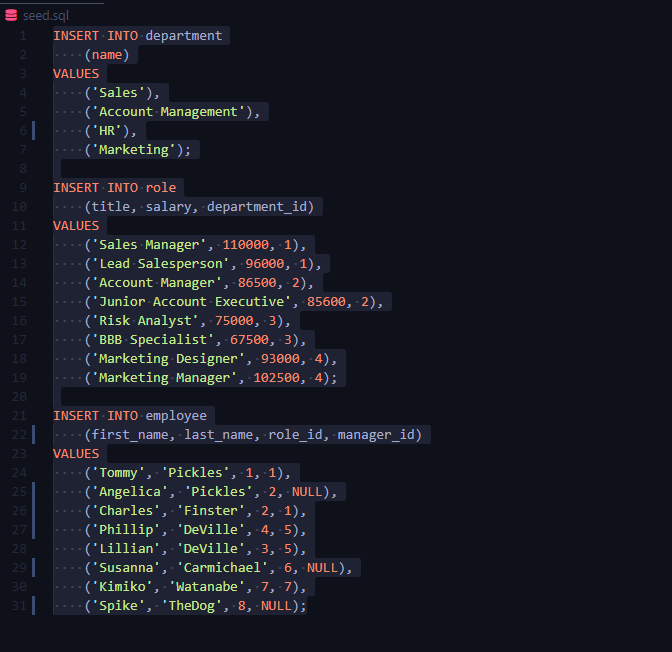 seed.sql
1 INSERT INTO department
2 (name)
3 VALUES
4 ('Sales'),
5 ('Account Management'),
6 ('HR'),
7 ('Marketing');
8
9 INSERT INTO role
10 (title, salary, department_id)
11 VALUES
12 ('Sales Manager', 110000, 1),
13 ('Lead Salesperson', 96000, 1),
14 ('Account Manager', 86500, 2),
15 ('Junior Account Executive', 85600, 2),
16 ('Risk Analyst', 75000, 3),
17 ('BBB Specialist', 67500, 3),
18 ('Marketing Designer', 93000, 4),
19 ('Marketing Manager', 102500, 4);
20
21 INSERT INTO employee
22 (first_name, last_name, role_id, manager_id)
23 VALUES
24 ('Tommy', 'Pickles', 1, 1),
25 ('Angelica', 'Pickles', 2, NULL),
26 ('Charles', 'Finster', 2, 1),
27 ('Phillip', 'DeVille', 4, 5),
28 ('Lillian', 'DeVille', 3, 5),
29 ('Susanna', 'Carmichael', 6, NULL),
30 ('Kimiko', 'Watanabe', 7, 7),
31 ('Spike', 'TheDog', 8, NULL);